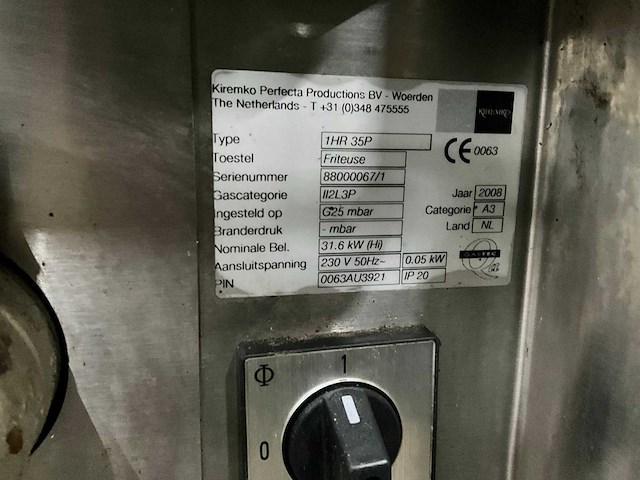 Kiremko Perfecta Productions BV - Woerden
The Netherlands - T +31 (0)348 475555
KIREMKO
Type 1HR 35P
CE 0063
Toestel Friteuse
Serienummer 88000067/1
Gascategorie II2L3P Jaar 2008
Ingesteld op G25 mbar Categorie A3
Branderdruk - mbar Land NL
Nominale Bel. 31.6 kW (Hi)
Aansluitspanning 230 V 50Hz~ 0.05 kW
PIN 0063AU3921 IP 20
1
0